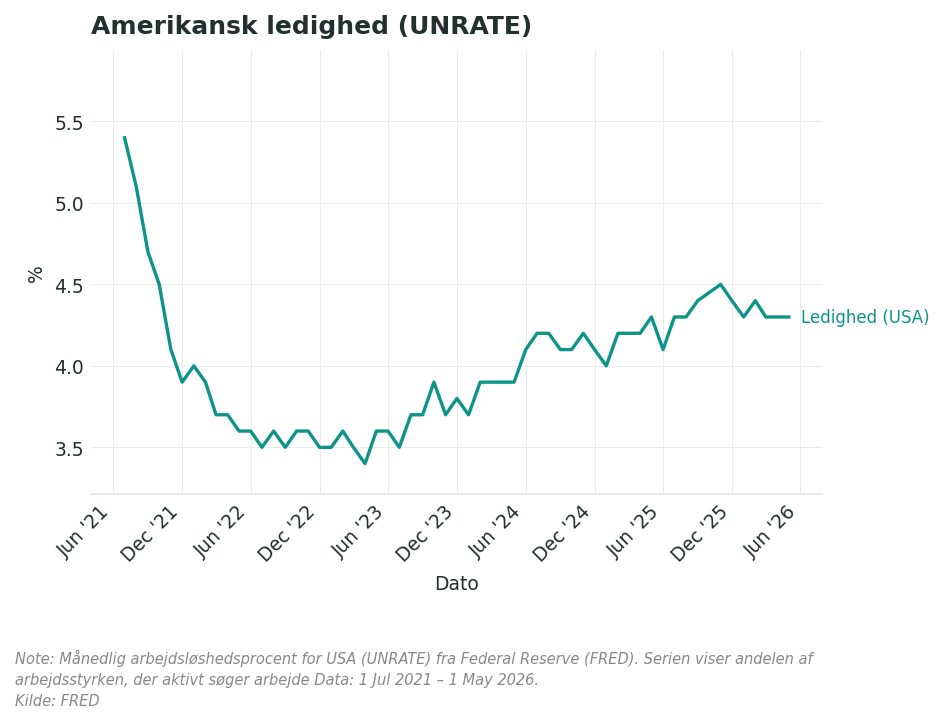 Amerikansk ledighed (UNRATE)
%
5.5
5.0
4.5
4.0
3.5
Ledighed (USA)
Jun '21
Dec '21
Jun '22
Dec '22
Jun '23
Dec '23
Jun '24
Dec '24
Jun '25
Dec '25
Jun '26
Dato
Note: Månedlig arbejdsløshedsprocent for USA (UNRATE) fra Federal Reserve (FRED). Serien viser andelen af
arbejdsstyrken, der aktivt søger arbejde Data: 1 Jul 2021 – 1 May 2026.
Kilde: FRED